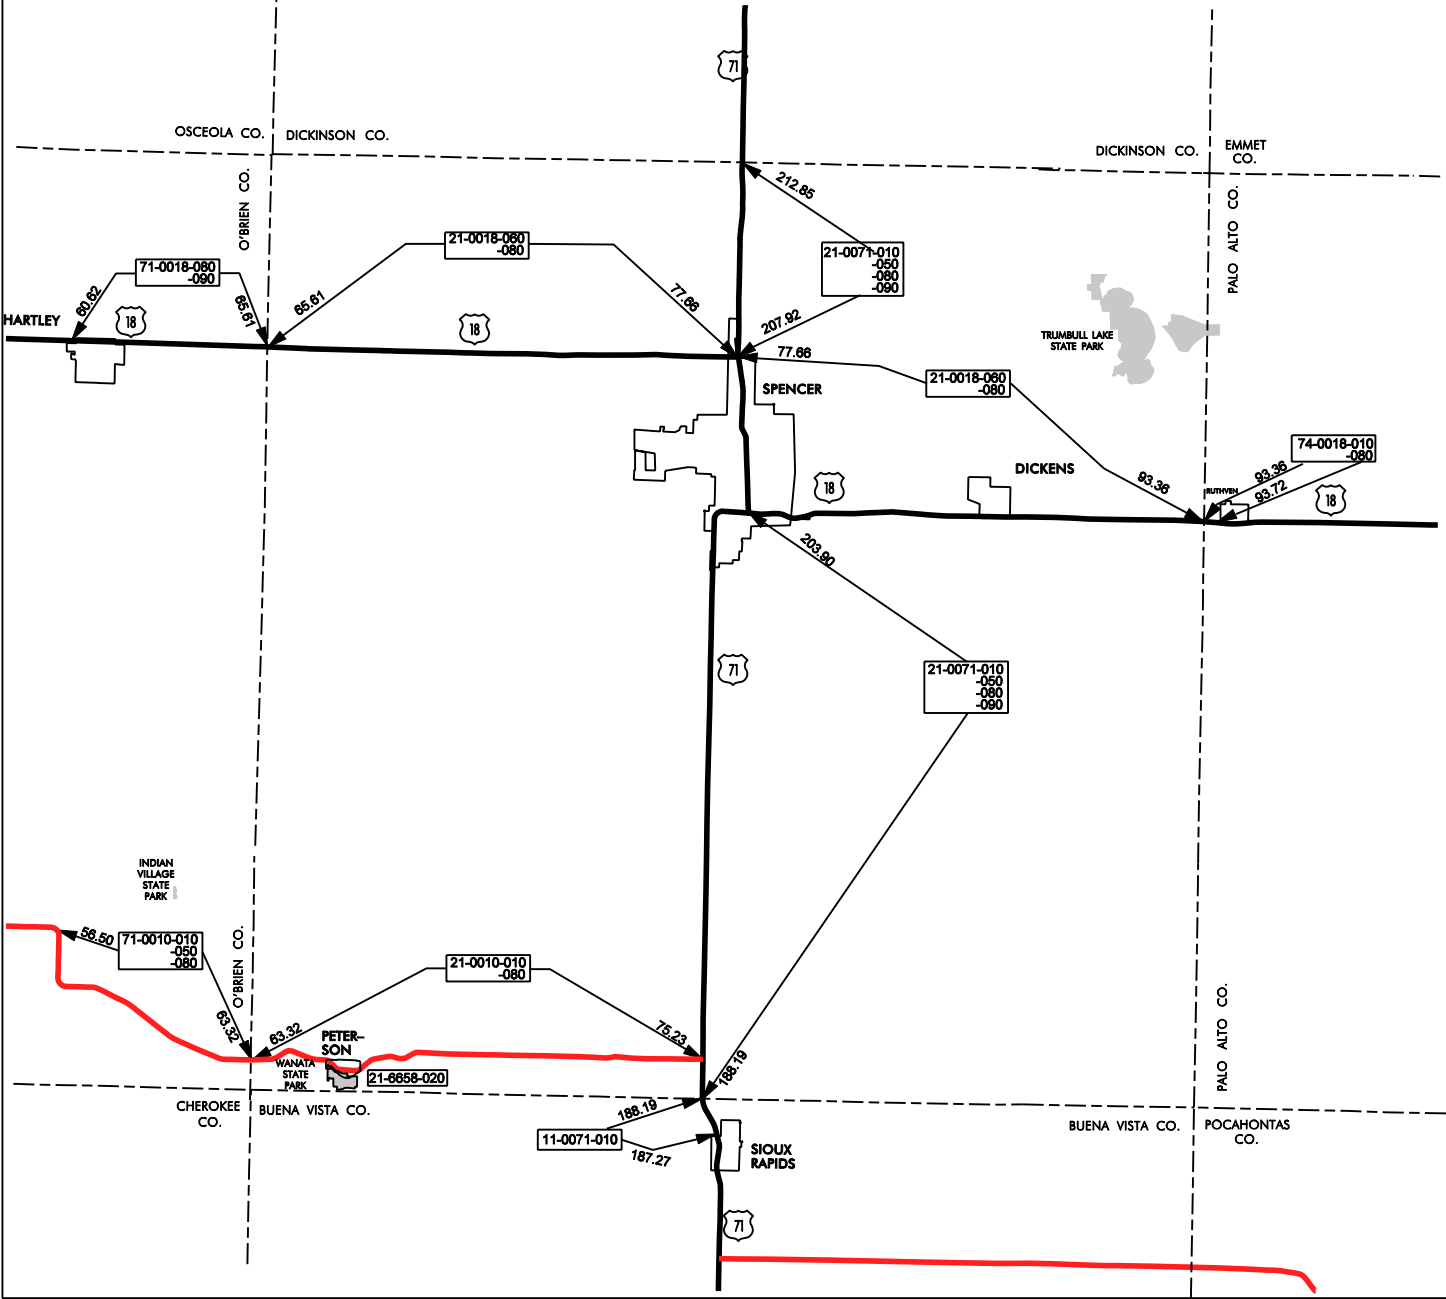 71
OSCEOLA CO.
DICKINSON CO.
DICKINSON CO.
EMMET
CO.
O'BRIEN CO.
PALO ALTO CO.
212.85
21-0018-060
-080
21-0071-010
-050
-080
-090
71-0018-080
-090
60.62
65.61
65.61
77.66
207.92
HARTLEY
18
18
TRUMBULL LAKE
STATE PARK
77.66
21-0018-060
-080
SPENCER
74-0018-010
-080
DICKENS
18
93.36
93.36
93.72
RUTHVEN
18
203.90
71
21-0071-010
-050
-080
-090
INDIAN
VILLAGE
STATE
PARK
56.50
71-0010-010
-050
-080
O'BRIEN CO.
21-0010-010
-080
63.32
63.32
75.23
PETER-
SON
WANATA
STATE
PARK
21-6658-020
188.19
PALO ALTO CO.
CHEROKEE
CO.
BUENA VISTA CO.
188.19
11-0071-010
187.27
SIOUX
RAPIDS
BUENA VISTA CO.
POCAHONTAS
CO.
71